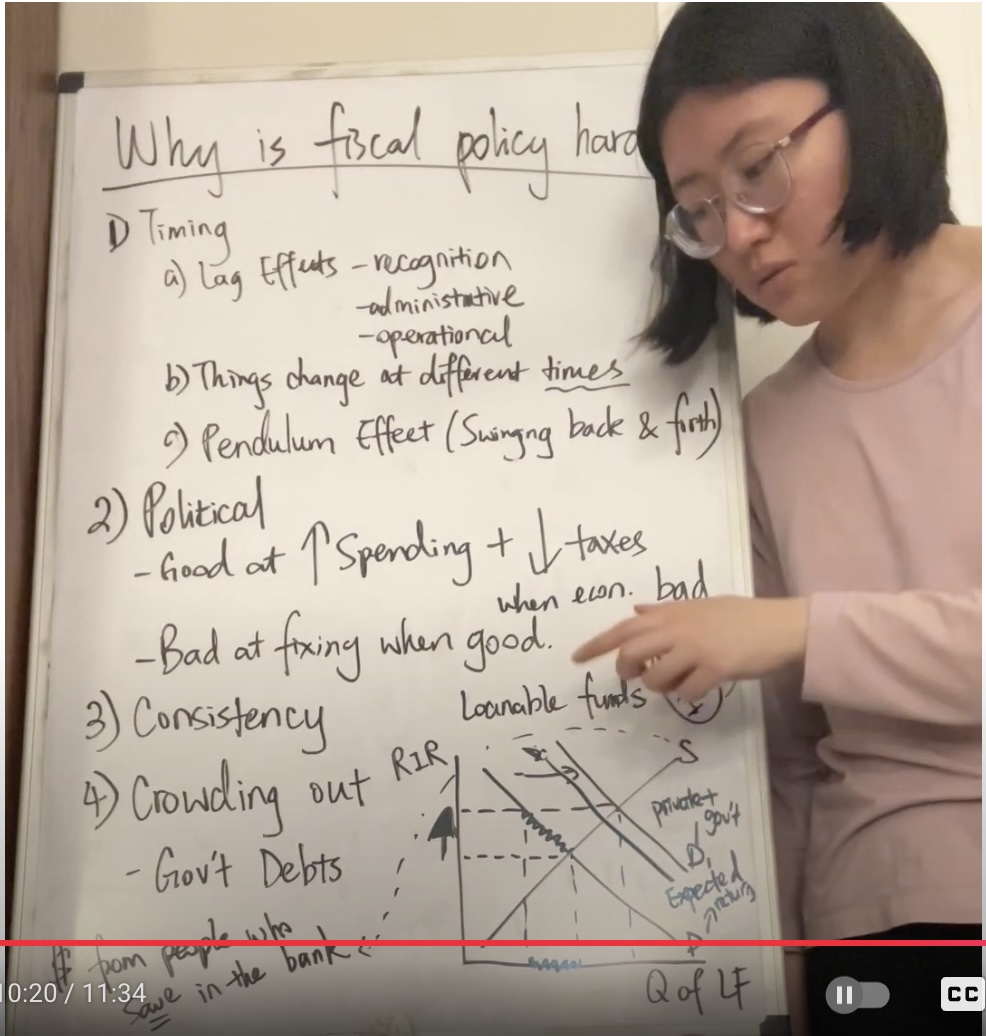 Why is fiscal policy hard
1) Timing
a) Lag Effects - recognition
- administrative
- operational
b) Things change at different times
c) Pendulum Effect (Swingng back & forth)
2) Political
- Good at ↑ Spending + ↓ taxes
when econ. bad
- Bad at fixing when good.
3) Consistency
Loanable funds
4) Crowding out
RIR
S
private +
gov't
D,
- Gov't Debts
Expected
return
D
$ from people who
save in the bank
Q of LF
10:20 / 11:34
CC